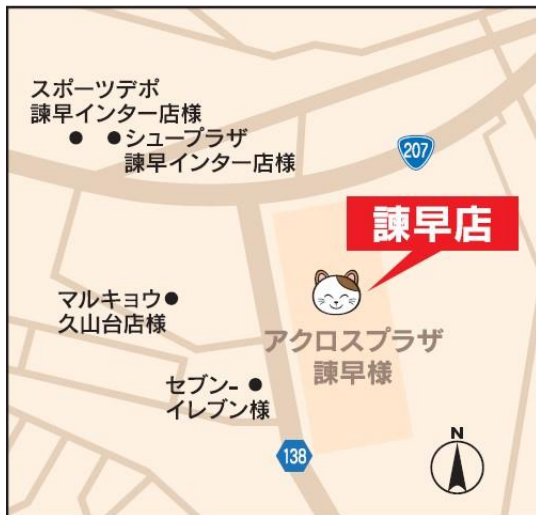 スポーツデポ
諫早インター店様
シュープラザ
諫早インター店様
207
諫早店
マルキョウ
久山台店様
アクロスプラザ
諫早様
セブン-
イレブン様
138
N